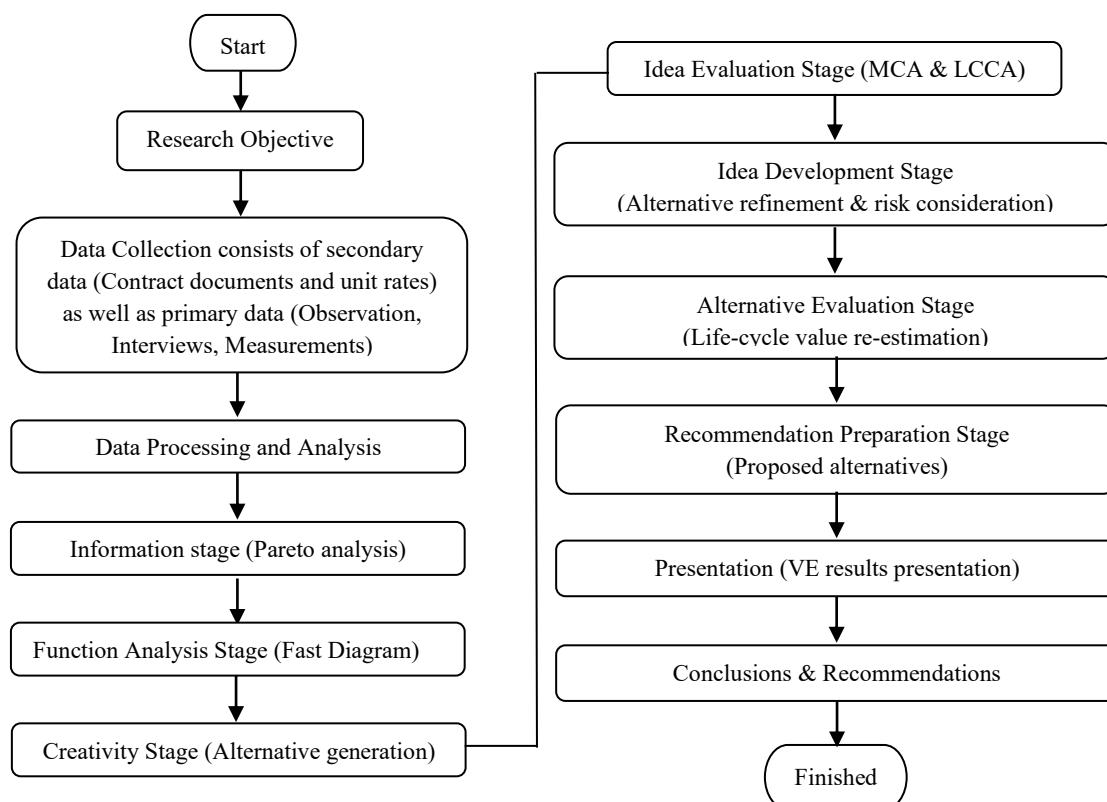 Start
Research Objective
Data Collection consists of secondary
data (Contract documents and unit rates)
as well as primary data (Observation,
Interviews, Measurements)
Data Processing and Analysis
Information stage (Pareto analysis)
Function Analysis Stage (Fast Diagram)
Creativity Stage (Alternative generation)
Idea Evaluation Stage (MCA & LCCA)
Idea Development Stage
(Alternative refinement & risk consideration)
Alternative Evaluation Stage
(Life-cycle value re-estimation)
Recommendation Preparation Stage
(Proposed alternatives)
Presentation (VE results presentation)
Conclusions & Recommendations
Finished